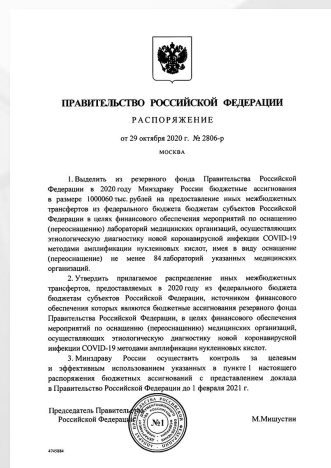 ПРАВИТЕЛЬСТВО РОССИЙСКОЙ ФЕДЕРАЦИИ
РАСПОРЯЖЕНИЕ
от 29 октября 2020 г. № 2806-р
МОСКВА
1. Выделить из резервного фонда Правительства Российской
Федерации в 2020 году Минздраву России бюджетные ассигнования
в размере 1000060 тыс. рублей на предоставление иных межбюджетных
трансфертов из федерального бюджета бюджетам субъектов Российской
Федерации в целях финансового обеспечения мероприятий по оснащению
(переоснащению) лабораторий медицинских организаций, осуществляющих
этиологическую диагностику новой коронавирусной инфекции COVID-19
методами амплификации нуклеиновых кислот, имея в виду оснащение
(переоснащение) не менее 84 лабораторий указанных медицинских
организаций.
2. Утвердить прилагаемое распределение иных межбюджетных
трансфертов, предоставляемых в 2020 году из федерального бюджета
бюджетам субъектов Российской Федерации, источником финансового
обеспечения которых являются бюджетные ассигнования резервного фонда
Правительства Российской Федерации, в целях финансового обеспечения
мероприятий по оснащению (переоснащению) медицинских организаций,
осуществляющих этиологическую диагностику новой коронавирусной
инфекции COVID-19 методами амплификации нуклеиновых кислот.
3. Минздраву России осуществить контроль за целевым
и эффективным использованием указанных в пункте 1 настоящего
распоряжения бюджетных ассигнований с представлением доклада
в Правительство Российской Федерации до 1 февраля 2021 г.
Председатель Правительства
Российской Федерации
М.Мишустин
№1
4745884